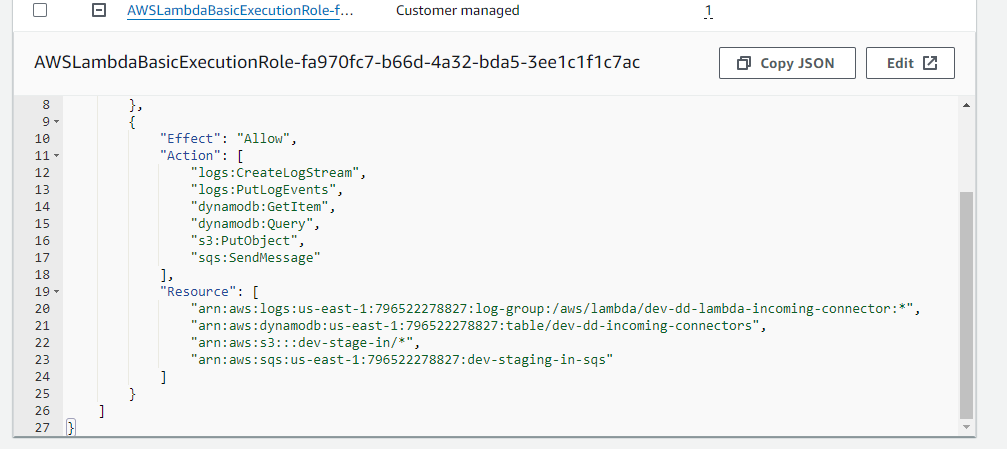 AWSLambdaBasicExecutionRole-f... Customer managed 1
AWSLambdaBasicExecutionRole-fa970fc7-b66d-4a32-bda5-3ee1c1f1c7ac Copy JSON Edit
8 },
9 {
10 "Effect": "Allow",
11 "Action": [
12 "logs:CreateLogStream",
13 "logs:PutLogEvents",
14 "dynamodb:GetItem",
15 "dynamodb:Query",
16 "s3:PutObject",
17 "sqs:SendMessage"
18 ],
19 "Resource": [
20 "arn:aws:logs:us-east-1:796522278827:log-group:/aws/lambda/dev-dd-lambda-incoming-connector:*",
21 "arn:aws:dynamodb:us-east-1:796522278827:table/dev-dd-incoming-connectors",
22 "arn:aws:s3:::dev-stage-in/*",
23 "arn:aws:sqs:us-east-1:796522278827:dev-staging-in-sqs"
24 ]
25 }
26 ]
27 }